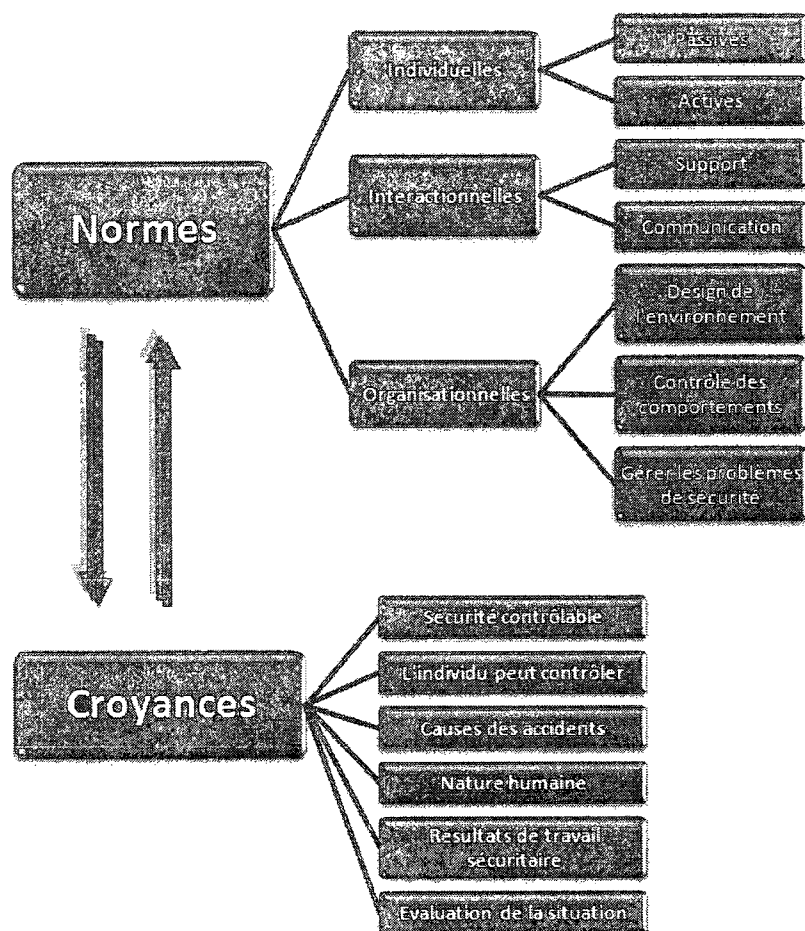 Normes
Individuelles
Passives
Actives
Interactionnelles
Support
Communication
Organisationnelles
Design de
l'environnement
Contrôle des
comportements
Gérer les problèmes
de sécurité
Croyances
Sécurité contrôlable
L'individu peut contrôler
Causes des accidents
Nature humaine
Résultats de travail
sécuritaire
Evaluation de la situation